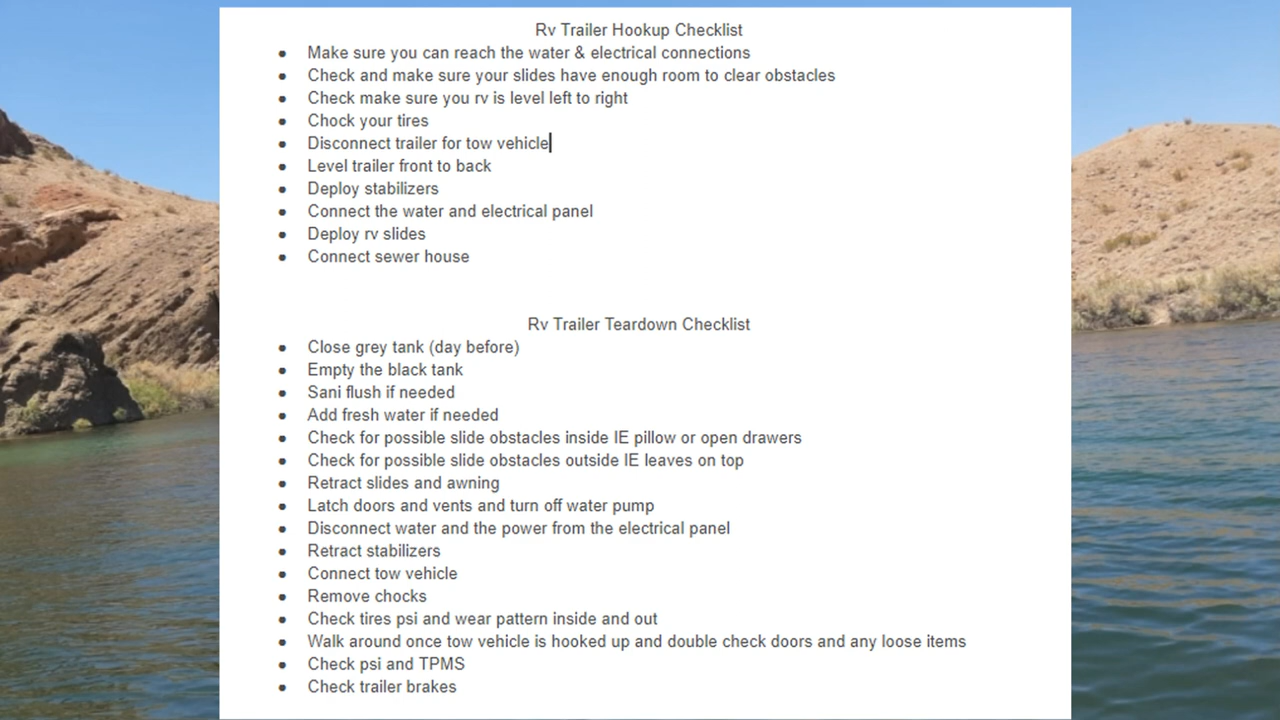 Rv Trailer Hookup Checklist
● Make sure you can reach the water & electrical connections
● Check and make sure your slides have enough room to clear obstacles
● Check make sure you rv is level left to right
● Chock your tires
● Disconnect trailer for tow vehicle
● Level trailer front to back
● Deploy stabilizers
● Connect the water and electrical panel
● Deploy rv slides
● Connect sewer house
Rv Trailer Teardown Checklist
● Close grey tank (day before)
● Empty the black tank
● Sani flush if needed
● Add fresh water if needed
● Check for possible slide obstacles inside IE pillow or open drawers
● Check for possible slide obstacles outside IE leaves on top
● Retract slides and awning
● Latch doors and vents and turn off water pump
● Disconnect water and the power from the electrical panel
● Retract stabilizers
● Connect tow vehicle
● Remove chocks
● Check tires psi and wear pattern inside and out
● Walk around once tow vehicle is hooked up and double check doors and any loose items
● Check psi and TPMS
● Check trailer brakes